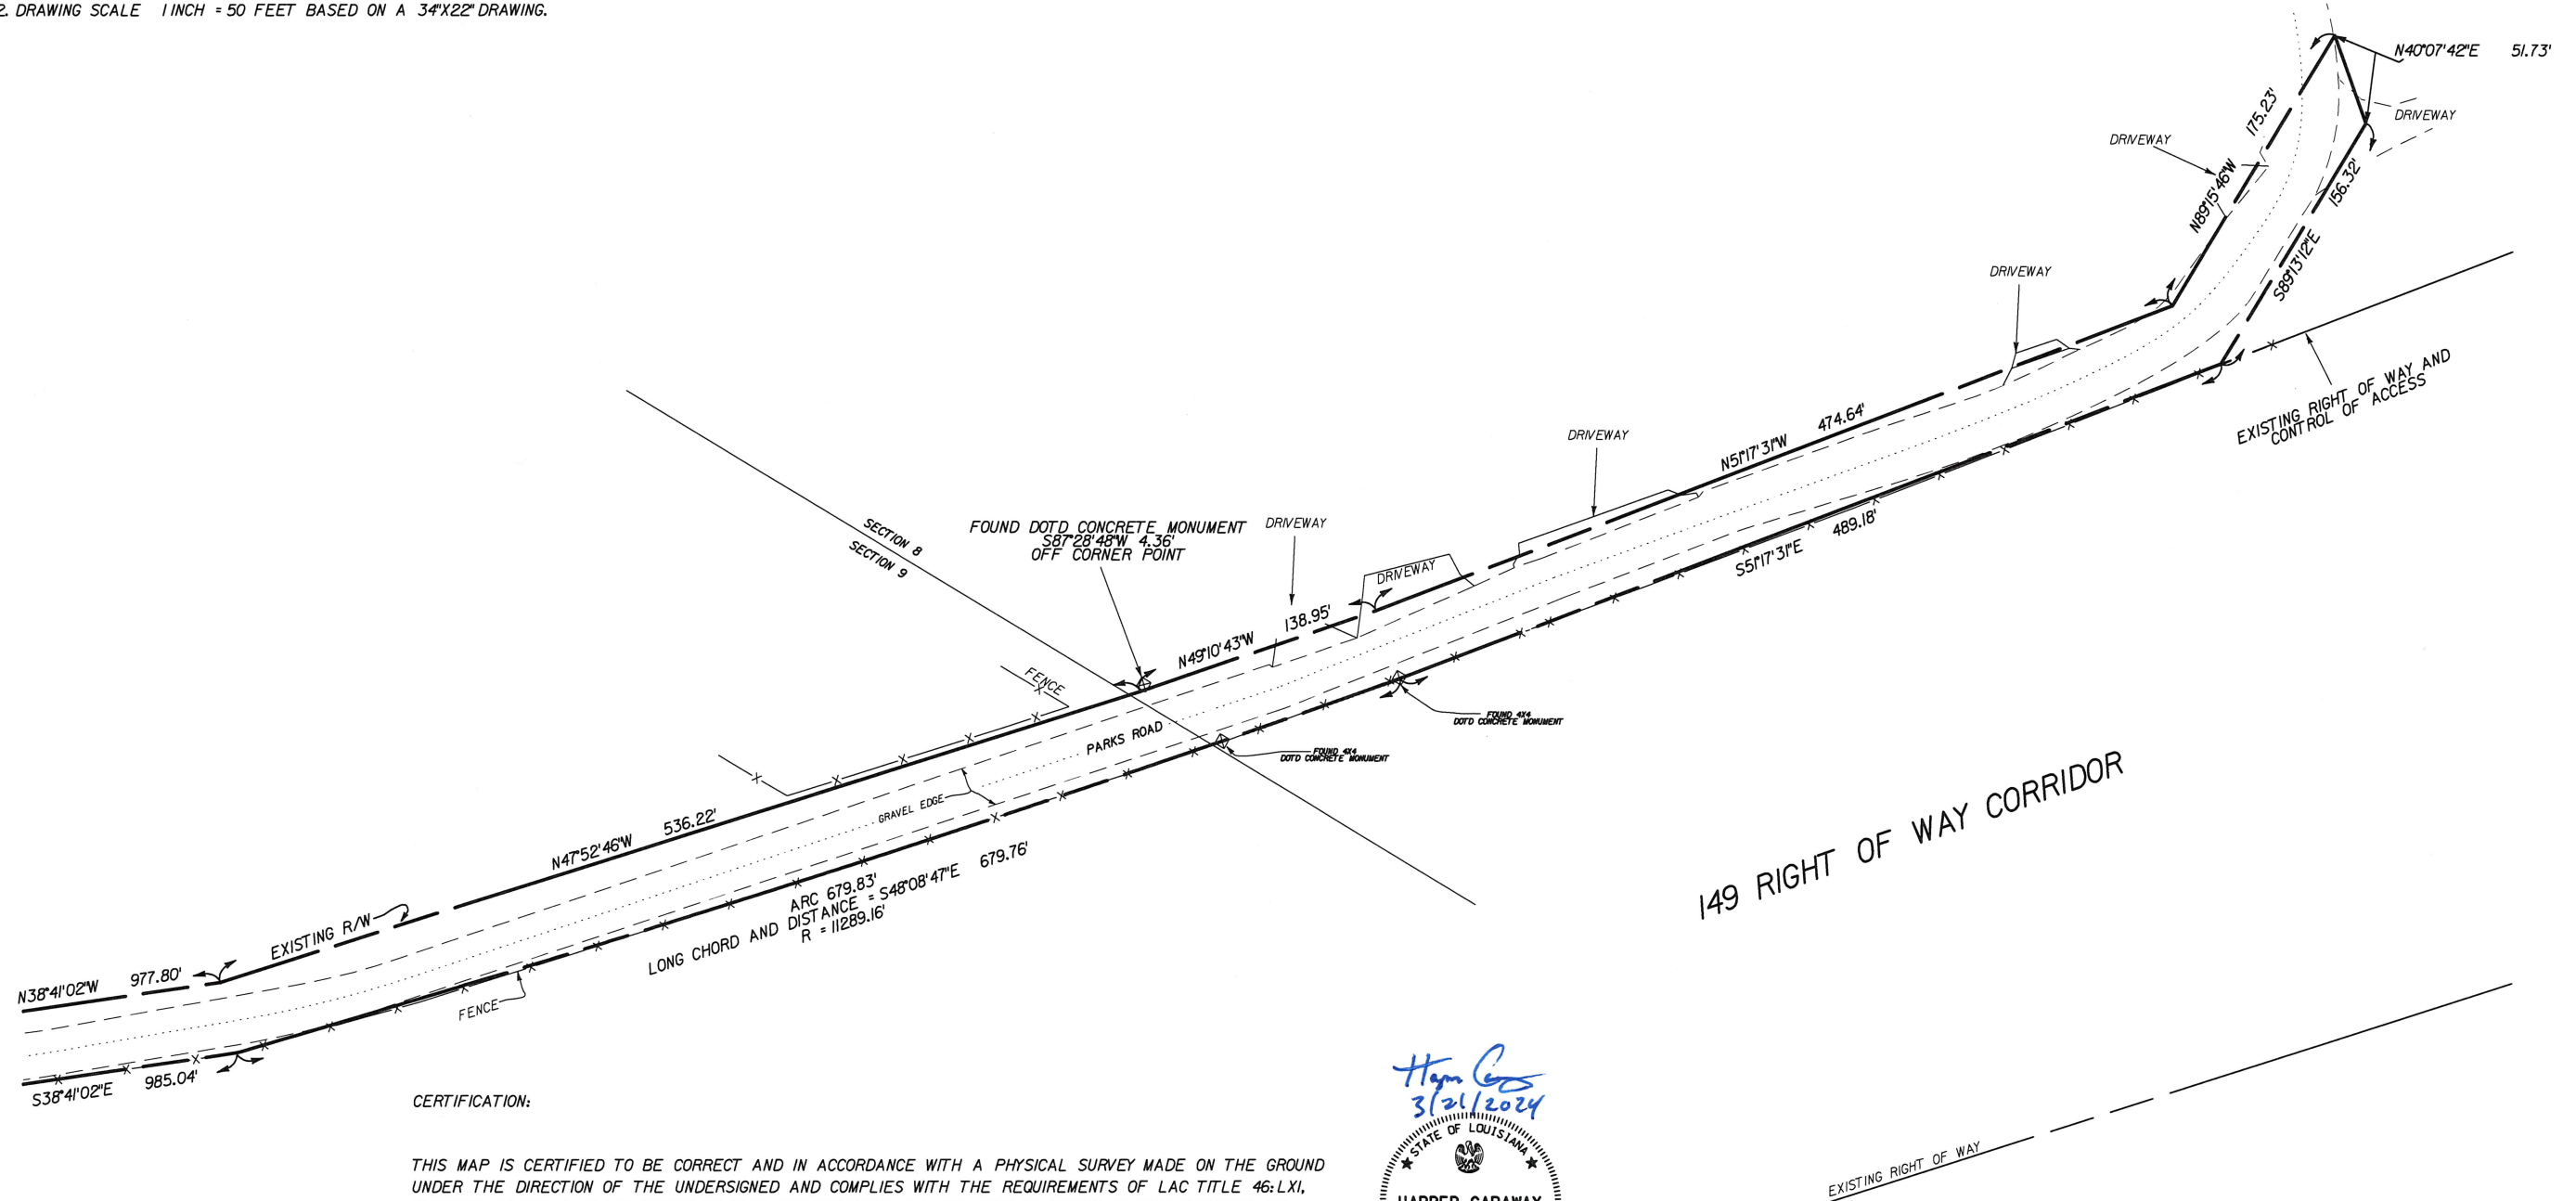 2. DRAWING SCALE 1 INCH = 50 FEET BASED ON A 34"X22" DRAWING.
N40°07'42"E 51.73'
DRIVEWAY
175.23'
DRIVEWAY
N89°15'46"W
156.32'
S89°13'12"E
DRIVEWAY
EXISTING RIGHT OF WAY AND
CONTROL OF ACCESS
474.64'
N51°17'31"W
DRIVEWAY
489.18'
S51°17'31"E
SECTION 8
SECTION 9
FOUND DOTD CONCRETE MONUMENT
S87°28'48"W 4.36'
OFF CORNER POINT
DRIVEWAY
DRIVEWAY
138.95'
N49°10'43"W
FENCE
FOUND 4X4
DOTD CONCRETE MONUMENT
PARKS ROAD
FOUND 4X4
DOTD CONCRETE MONUMENT
GRAVEL EDGE
N47°52'46"W 536.22'
ARC 679.83'
LONG CHORD AND DISTANCE = S48°08'47"E 679.76'
R = 11289.16'
I49 RIGHT OF WAY CORRIDOR
EXISTING R/W
N38°41'02"W 977.80'
FENCE
S38°41'02"E 985.04'
CERTIFICATION:
3/21/2024
STATE OF LOUISIANA
THIS MAP IS CERTIFIED TO BE CORRECT AND IN ACCORDANCE WITH A PHYSICAL SURVEY MADE ON THE GROUND
UNDER THE DIRECTION OF THE UNDERSIGNED AND COMPLIES WITH THE REQUIREMENTS OF LAC TITLE 46:LXI,
HARPER CARAWAY
EXISTING RIGHT OF WAY